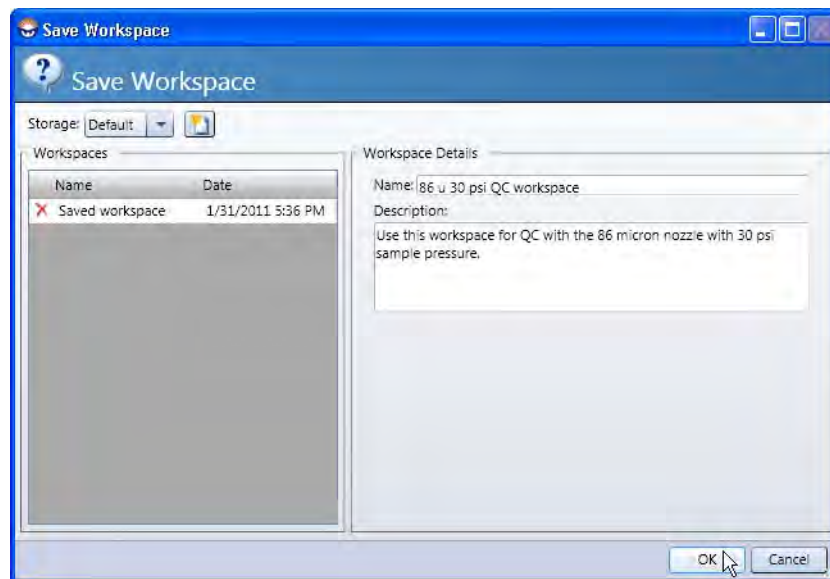 Save Workspace
? Save Workspace
Storage: Default
Workspaces
Name Date
Saved workspace 1/31/2011 5:36 PM
Workspace Details
Name: 86 u 30 psi QC workspace
Description:
Use this workspace for QC with the 86 micron nozzle with 30 psi
sample pressure.
OK Cancel